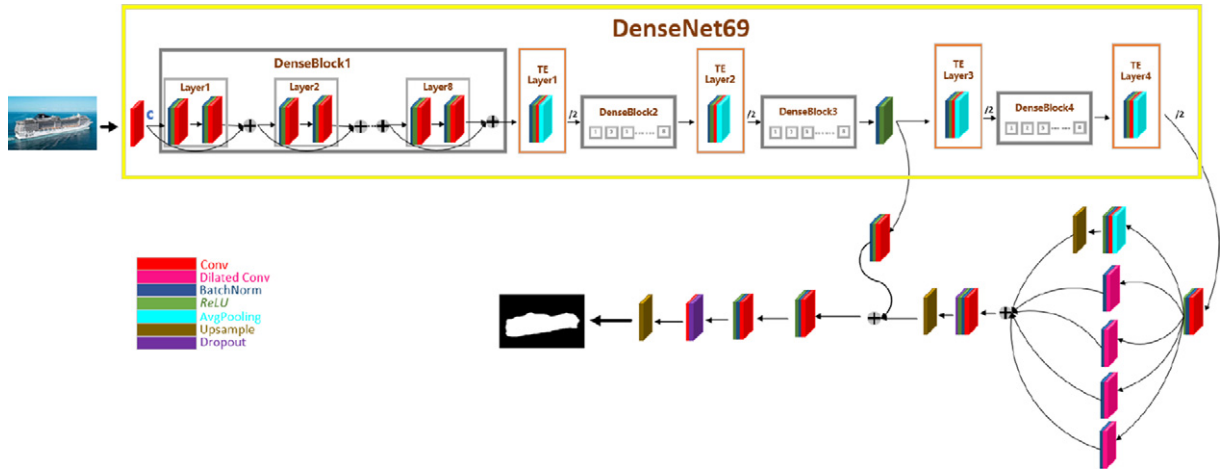 DenseNet69
DenseBlock1
Layer1
Layer2
Layer8
C
TE
Layer1
/2
DenseBlock2
TE
Layer2
/2
DenseBlock3
TE
Layer3
/2
DenseBlock4
TE
Layer4
/2
Conv
Dilated Conv
BatchNorm
ReLU
AvgPooling
Upsample
Dropout